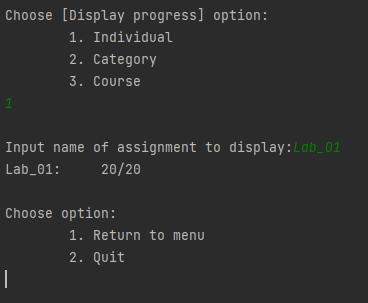 Choose [Display progress] option:
1. Individual
2. Category
3. Course
1
Input name of assignment to display:Lab_01
Lab_01:     20/20
Choose option:
1. Return to menu
2. Quit